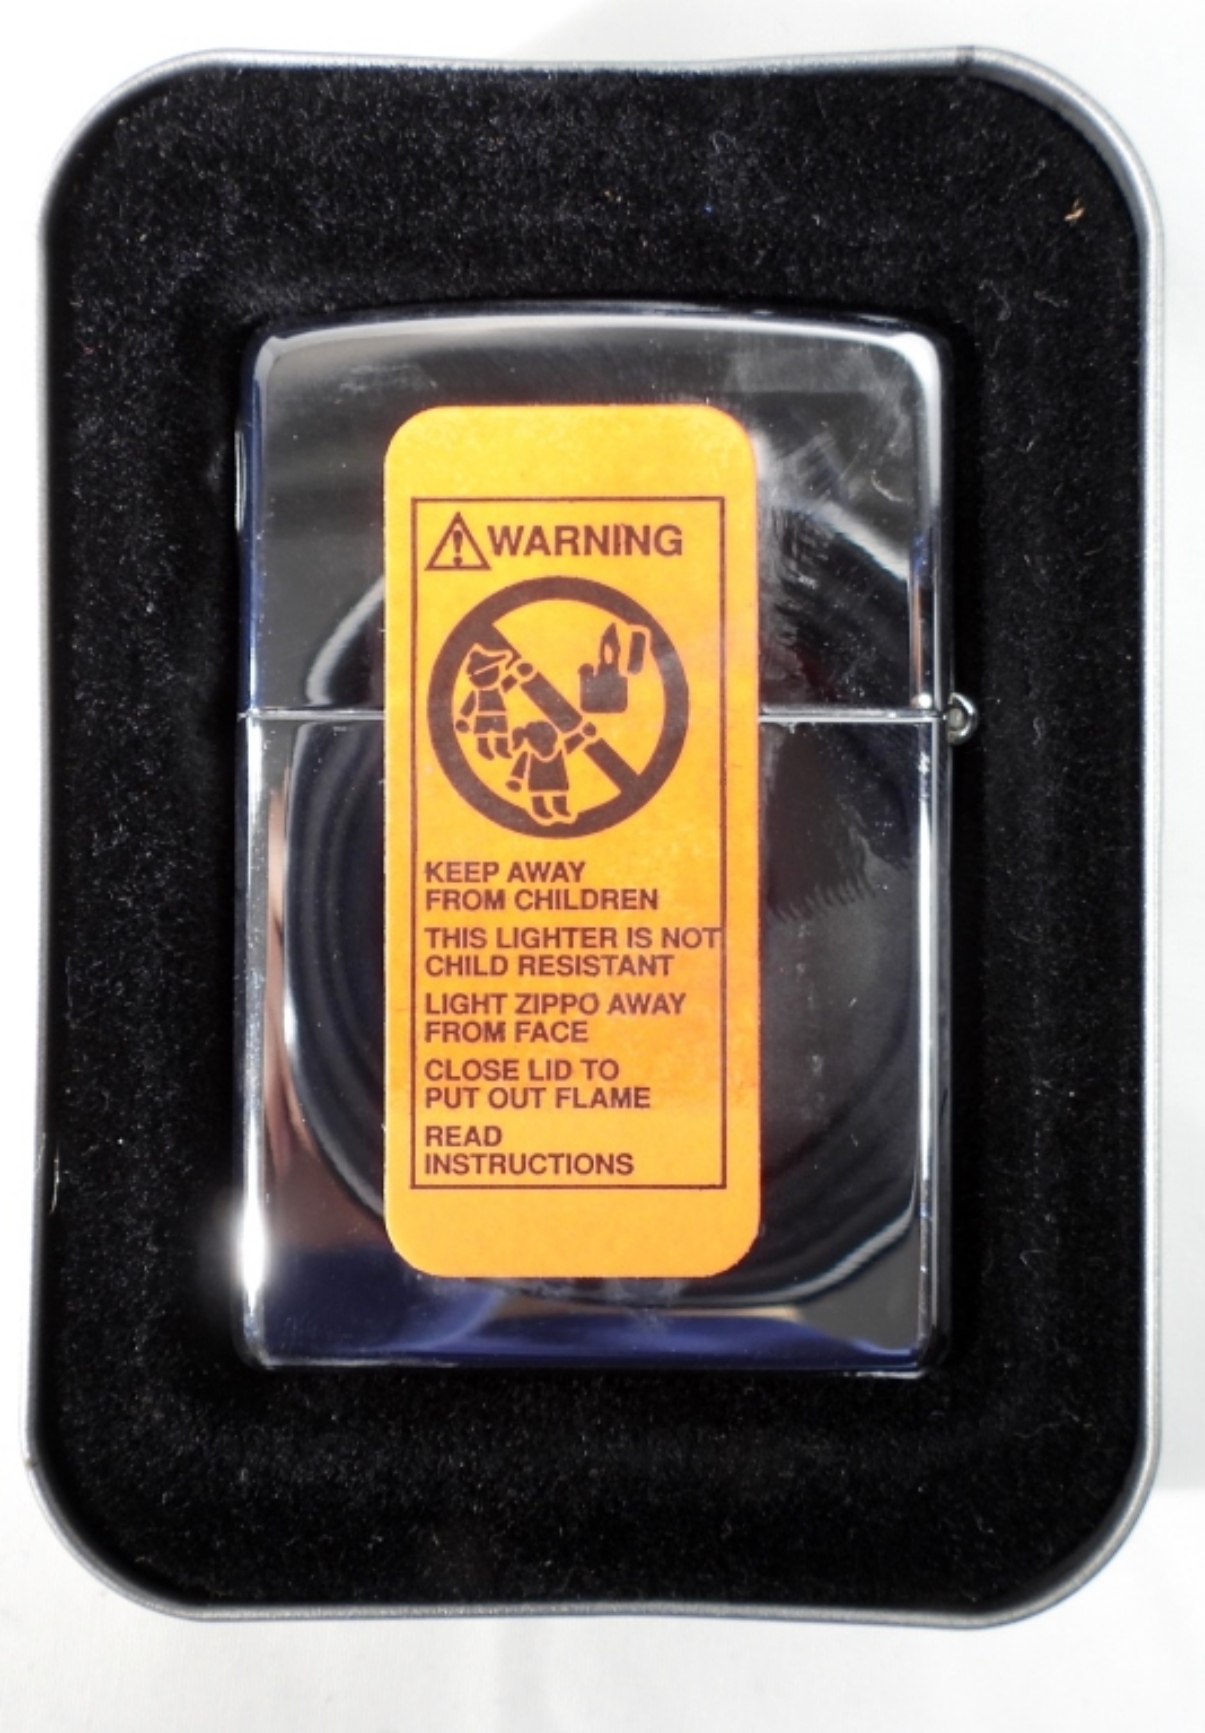 WARNING
KEEP AWAY
FROM CHILDREN
THIS LIGHTER IS NOT
CHILD RESISTANT
LIGHT ZIPPO AWAY
FROM FACE
CLOSE LID TO
PUT OUT FLAME
READ
INSTRUCTIONS